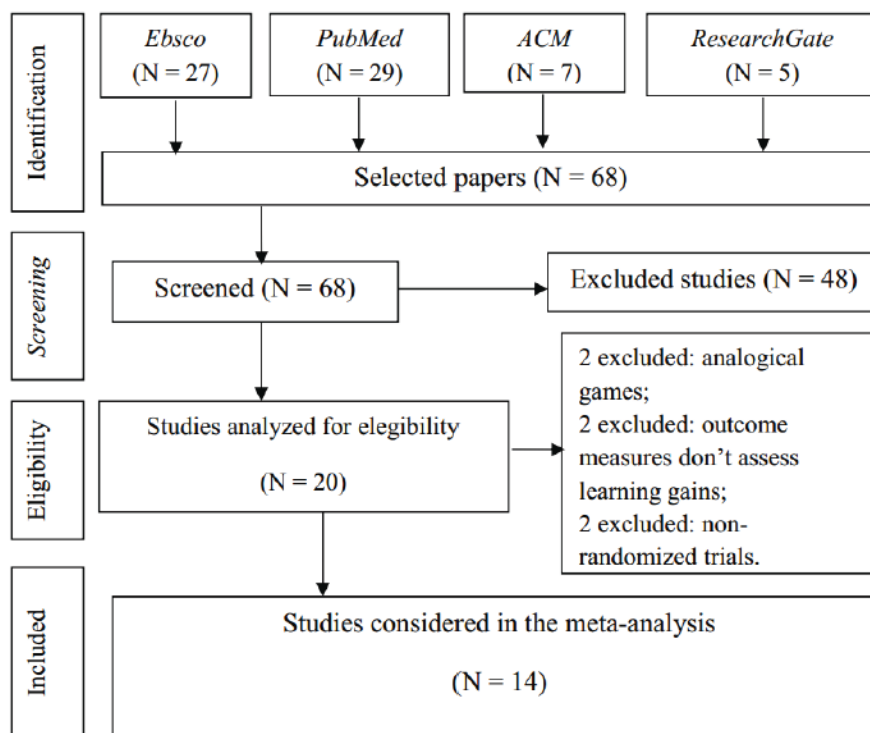 Identification
Ebsco
(N = 27)
PubMed
(N = 29)
ACM
(N = 7)
ResearchGate
(N = 5)
Selected papers (N = 68)
Screening
Screened (N = 68)
Excluded studies (N = 48)
Eligibility
Studies analyzed for elegibility
(N = 20)
2 excluded: analogical
games;
2 excluded: outcome
measures don’t assess
learning gains;
2 excluded: non-
randomized trials.
Included
Studies considered in the meta-analysis
(N = 14)